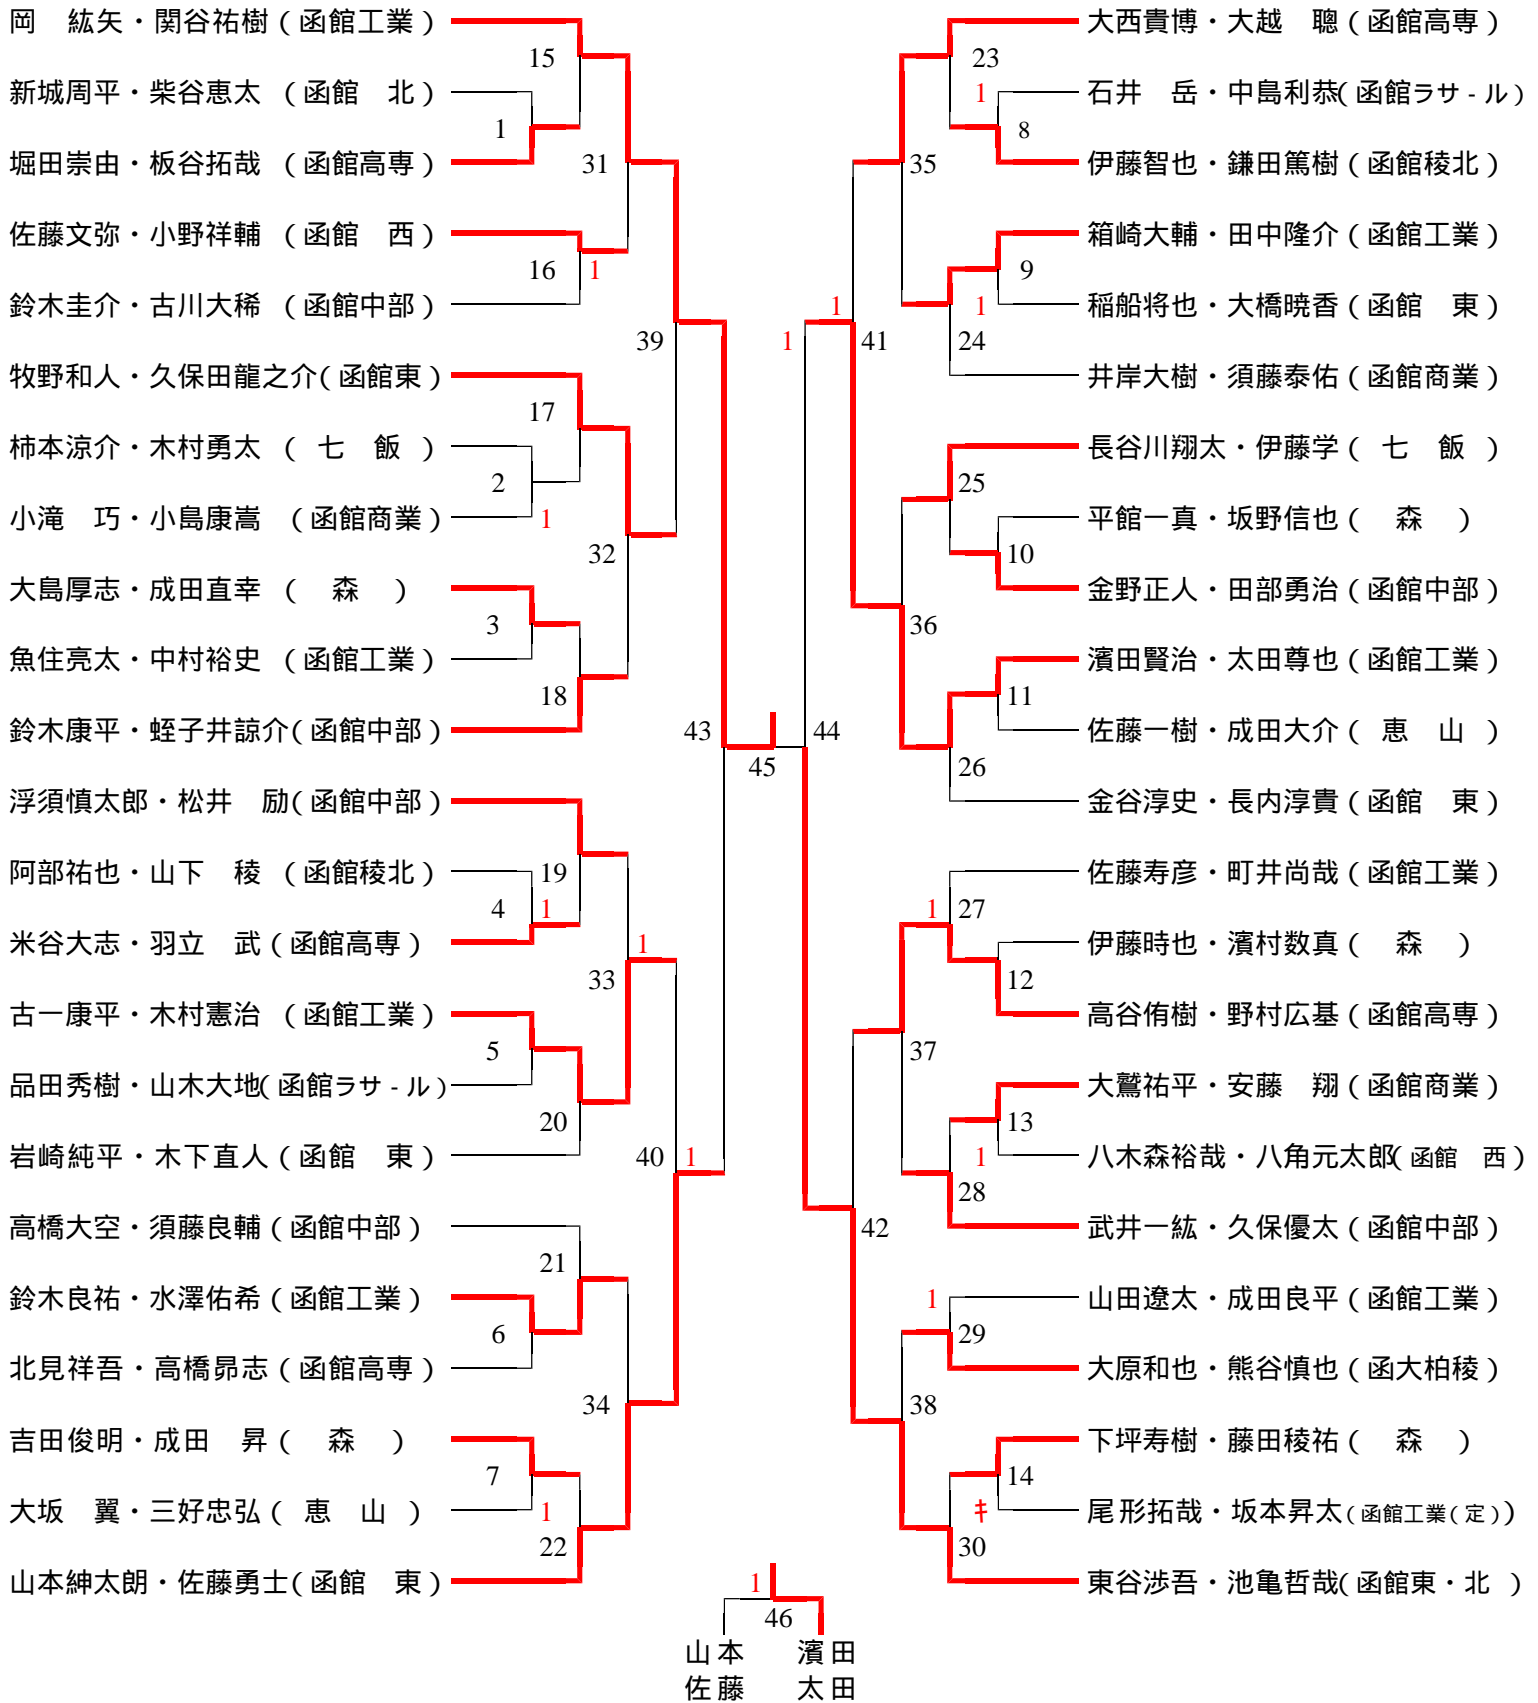 岡　紘矢・関谷祐樹 ( 函館工業 )
15
新城周平・柴谷恵太　( 函館　北 )
1
堀田崇由・板谷拓哉　( 函館高専 )
31
佐藤文弥・小野祥輔　( 函館　西 )
16
1
鈴木圭介・古川大稀　( 函館中部 )
39
牧野和人・久保田龍之介( 函館東 )
17
柿本涼介・木村勇太　( 七　飯 )
2
小滝　巧・小島康嵩　( 函館商業 )
1
32
大島厚志・成田直幸　( 森 )
3
魚住亮太・中村裕史　( 函館工業 )
18
鈴木康平・蛭子井諒介( 函館中部 )
43
浮須慎太郎・松井　励( 函館中部 )
阿部祐也・山下　稜　( 函館稜北 )
19
4
1
米谷大志・羽立　武 ( 函館高専 )
1
33
古一康平・木村憲治　( 函館工業 )
5
品田秀樹・山木大地( 函館ラサ - ル )
20
岩崎純平・木下直人 ( 函館　東 )
40
1
高橋大空・須藤良輔 ( 函館中部 )
21
鈴木良祐・水澤佑希 ( 函館工業 )
6
北見祥吾・高橋昴志 ( 函館高専 )
34
吉田俊明・成田　昇 ( 森 )
7
大坂　翼・三好忠弘 ( 恵　山 )
1
22
山本紳太朗・佐藤勇士( 函館　東 )
大西貴博・大越　聰 ( 函館高専 )
23
1
石井　岳・中島利恭( 函館ラサ - ル )
8
伊藤智也・鎌田篤樹 ( 函館稜北 )
35
箱崎大輔・田中隆介 ( 函館工業 )
9
1
稲船将也・大橋暁香 ( 函館　東 )
1
1
41
24
井岸大樹・須藤泰佑 ( 函館商業 )
長谷川翔太・伊藤学 ( 七　飯 )
25
平館一真・坂野信也 ( 森 )
10
金野正人・田部勇治 ( 函館中部 )
36
濱田賢治・太田尊也 ( 函館工業 )
11
佐藤一樹・成田大介 ( 恵　山 )
44
45
26
金谷淳史・長内淳貴 ( 函館　東 )
佐藤寿彦・町井尚哉 ( 函館工業 )
1
27
伊藤時也・濱村数真 ( 森 )
12
高谷侑樹・野村広基 ( 函館高専 )
37
大鷲祐平・安藤　翔 ( 函館商業 )
13
1
八木森裕哉・八角元太郎( 函館　西 )
28
42
武井一紘・久保優太 ( 函館中部 )
1
山田遼太・成田良平 ( 函館工業 )
29
大原和也・熊谷慎也 ( 函大柏稜 )
38
下坪寿樹・藤田稜祐 ( 森 )
14
キ
尾形拓哉・坂本昇太( 函館工業( 定 ) )
30
東谷渉吾・池亀哲哉( 函館東・北 )
1
46
山本　濱田
佐藤　太田